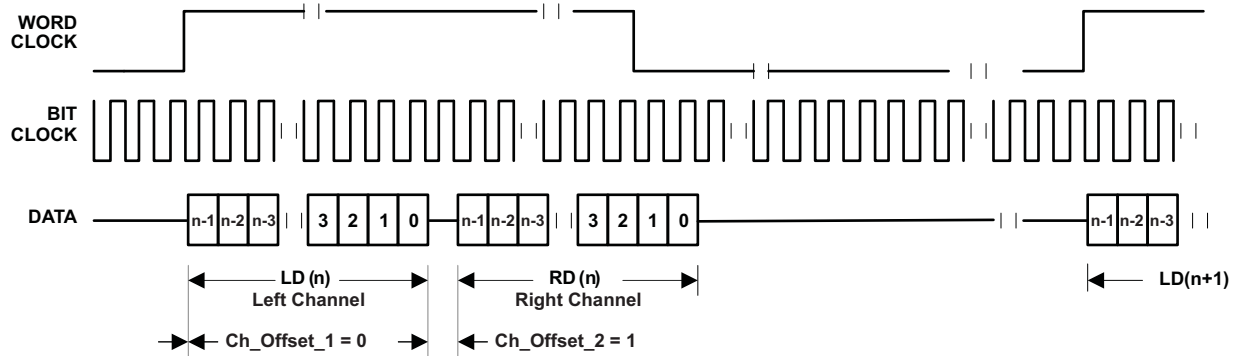 WORD
CLOCK
BIT
CLOCK
DATA
n-1 n-2 n-3 3 2 1 0 n-1 n-2 n-3 3 2 1 0 n-1 n-2 n-3
LD (n)
Left Channel
RD (n)
Right Channel
LD(n+1)
Ch_Offset_1 = 0
Ch_Offset_2 = 1